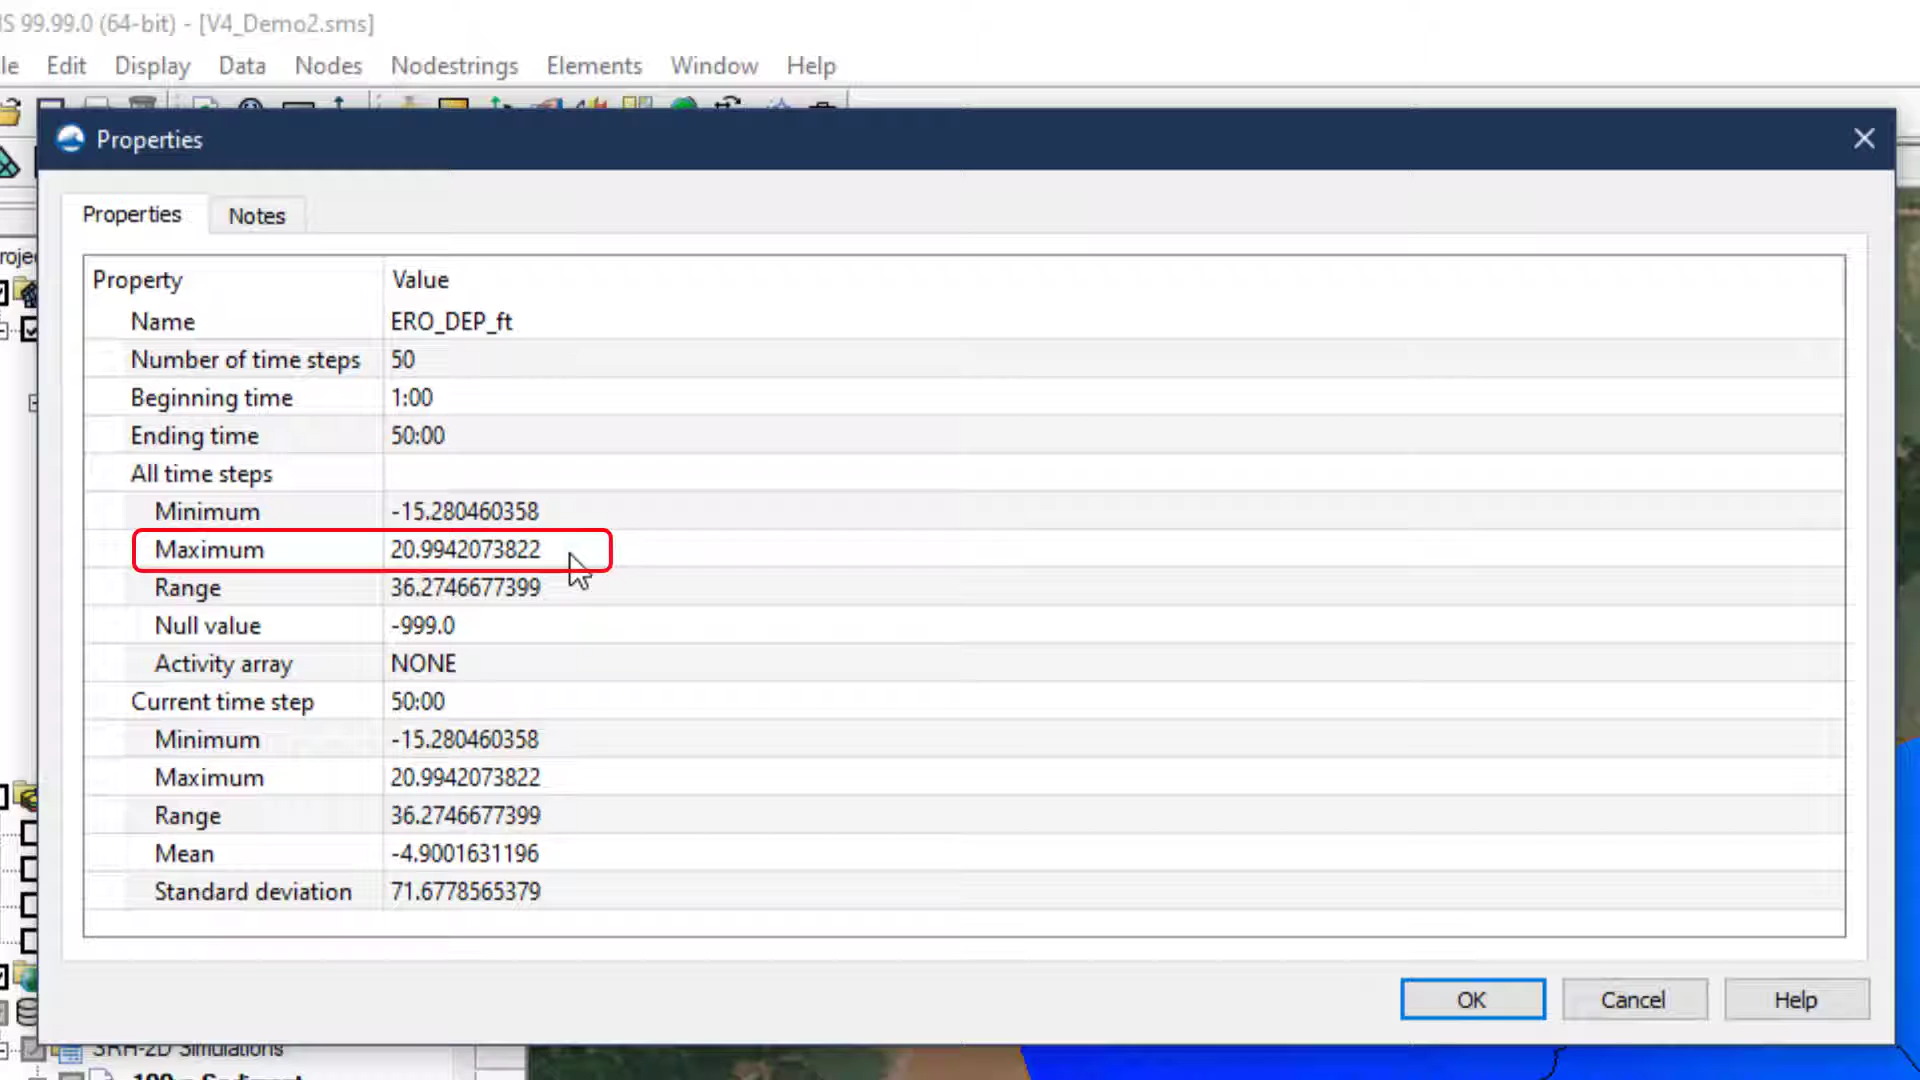 S 99.99.0 (64-bit) - [V4_Demo2.sms]
le Edit Display Data Nodes Nodestrings Elements Window Help
Properties
Properties Notes
Property Value
Name ERO_DEP_ft
Number of time steps 50
Beginning time 1:00
Ending time 50:00
All time steps
Minimum -15.280460358
Maximum 20.9942073822
Range 36.2746677399
Null value -999.0
Activity array NONE
Current time step 50:00
Minimum -15.280460358
Maximum 20.9942073822
Range 36.2746677399
Mean -4.9001631196
Standard deviation 71.6778565379
OK Cancel Help
SRH-2D Simulations